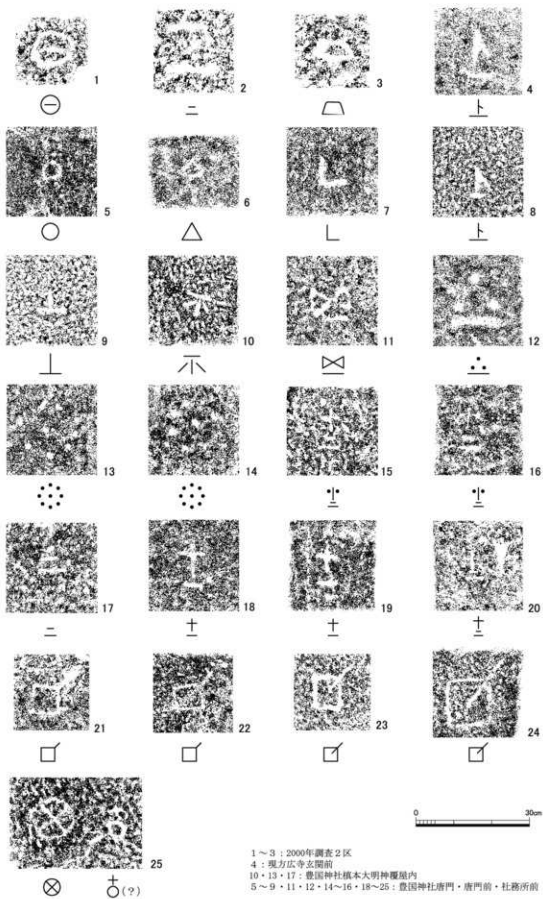 1 2 3 4
5 6 7 8
9 10 11 12
13 14 15 16
17 18 19 20
21 22 23 24
25
(?)
0 30cm
1～3：2000年調査2区
4：現方広寺玄関前
10・13・17：豊国神社槙本大明神覆屋内
5～9・11・12・14～16・18～25：豊国神社唐門・唐門前・社務所前